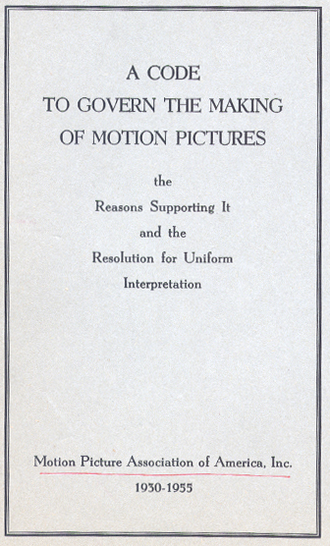 A CODE
TO GOVERN THE MAKING
OF MOTION PICTURES
the
Reasons Supporting It
and the
Resolution for Uniform
Interpretation
Motion Picture Association of America, Inc.
1930-1955